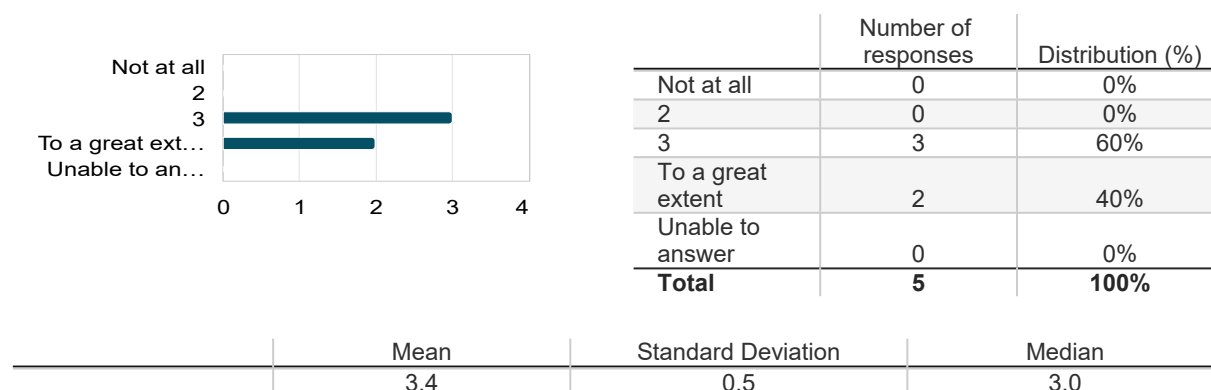 Not at all
2
3
To a great ext…
Unable to an…
0 1 2 3 4
Number of
responses Distribution (%)
Not at all 0 0%
2 0 0%
3 3 60%
To a great
extent 2 40%
Unable to
answer 0 0%
Total 5 100%
Mean Standard Deviation Median
3.4 0.5 3.0